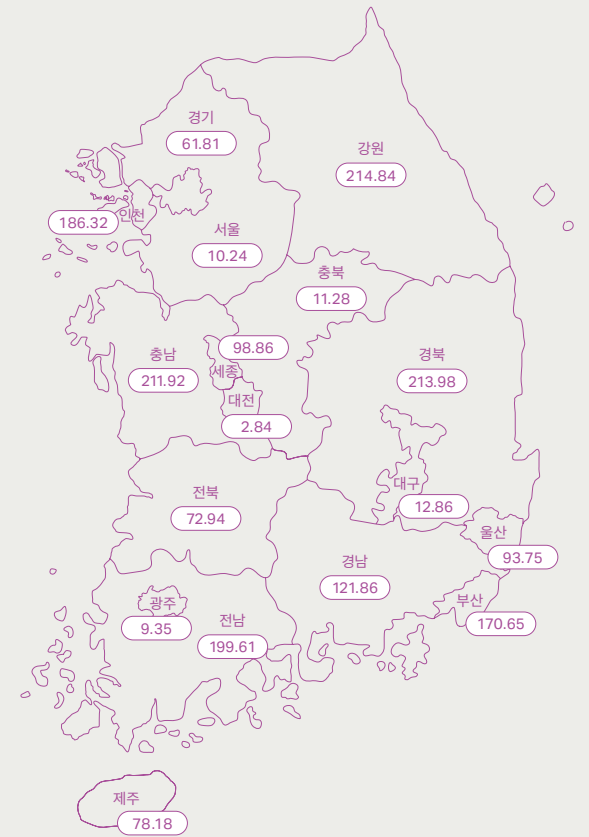 경기
61.81
강원
214.84
인천
186.32
서울
10.24
충북
11.28
98.86
세종
충남
211.92
경북
213.98
대전
2.84
대구
12.86
전북
72.94
울산
93.75
경남
121.86
부산
170.65
광주
9.35
전남
199.61
제주
78.18